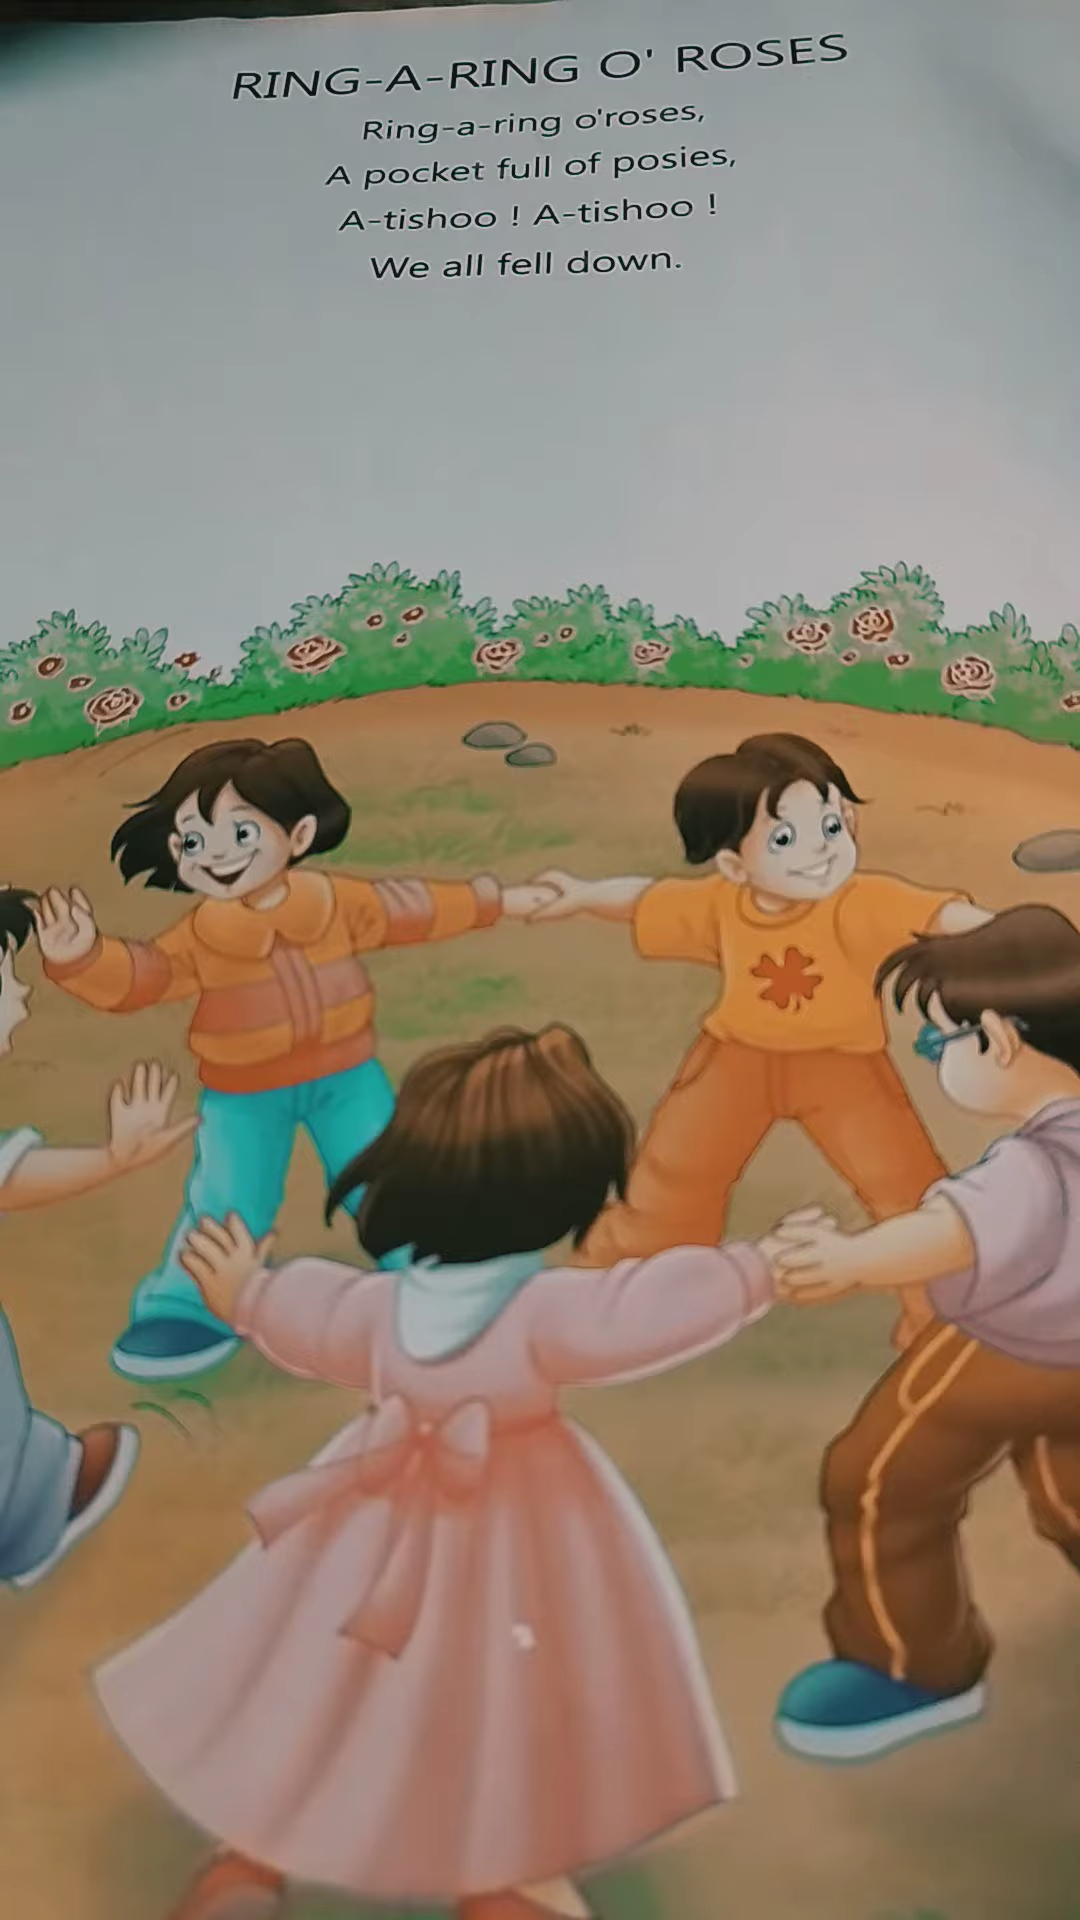 RING-A-RING O' ROSES
Ring-a-ring o'roses,
A pocket full of posies,
A-tishoo ! A-tishoo !
We all fell down.